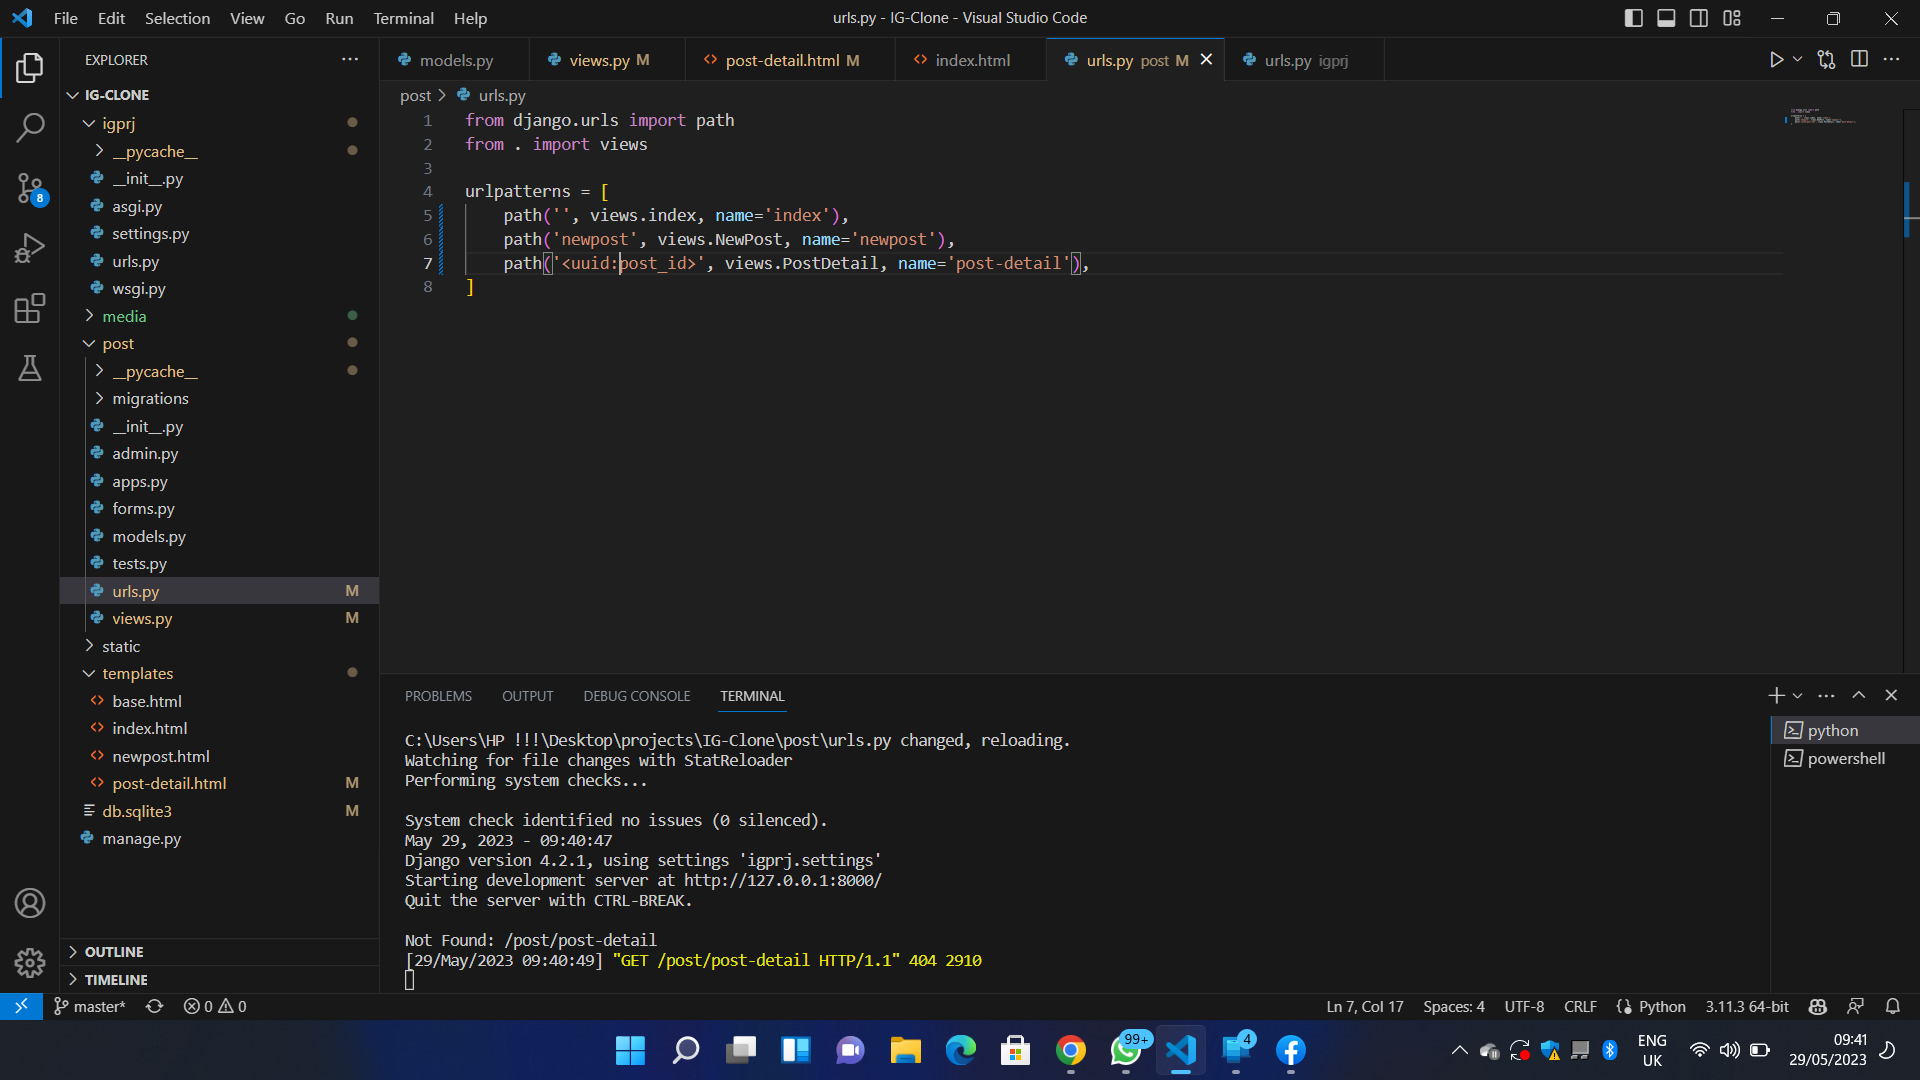 File Edit Selection View Go Run Terminal Help
urls.py - IG-Clone - Visual Studio Code
EXPLORER
IG-CLONE
igprj
__pycache__
__init__.py
asgi.py
settings.py
urls.py
wsgi.py
media
post
__pycache__
migrations
__init__.py
admin.py
apps.py
forms.py
models.py
tests.py
urls.py M
views.py M
static
templates
base.html
index.html
newpost.html
post-detail.html M
db.sqlite3 M
manage.py
OUTLINE
TIMELINE
8
models.py
views.py M
post-detail.html M
index.html
urls.py post M
urls.py igprj
post > urls.py
1 from django.urls import path
2 from . import views
3
4 urlpatterns = [
5 path('', views.index, name='index'),
6 path('newpost', views.NewPost, name='newpost'),
7 path('<uuid:post_id>', views.PostDetail, name='post-detail'),
8 ]
PROBLEMS OUTPUT DEBUG CONSOLE TERMINAL
C:\Users\HP !!!\Desktop\projects\IG-Clone\post\urls.py changed, reloading.
Watching for file changes with StatReloader
Performing system checks...
System check identified no issues (0 silenced).
May 29, 2023 - 09:40:47
Django version 4.2.1, using settings 'igprj.settings'
Starting development server at http://127.0.0.1:8000/
Quit the server with CTRL-BREAK.
Not Found: /post/post-detail
[29/May/2023 09:40:49] "GET /post/post-detail HTTP/1.1" 404 2910
python
powershell
master* 0 0
Ln 7, Col 17 Spaces: 4 UTF-8 CRLF Python 3.11.3 64-bit
99+
4
ENG
UK
09:41
29/05/2023